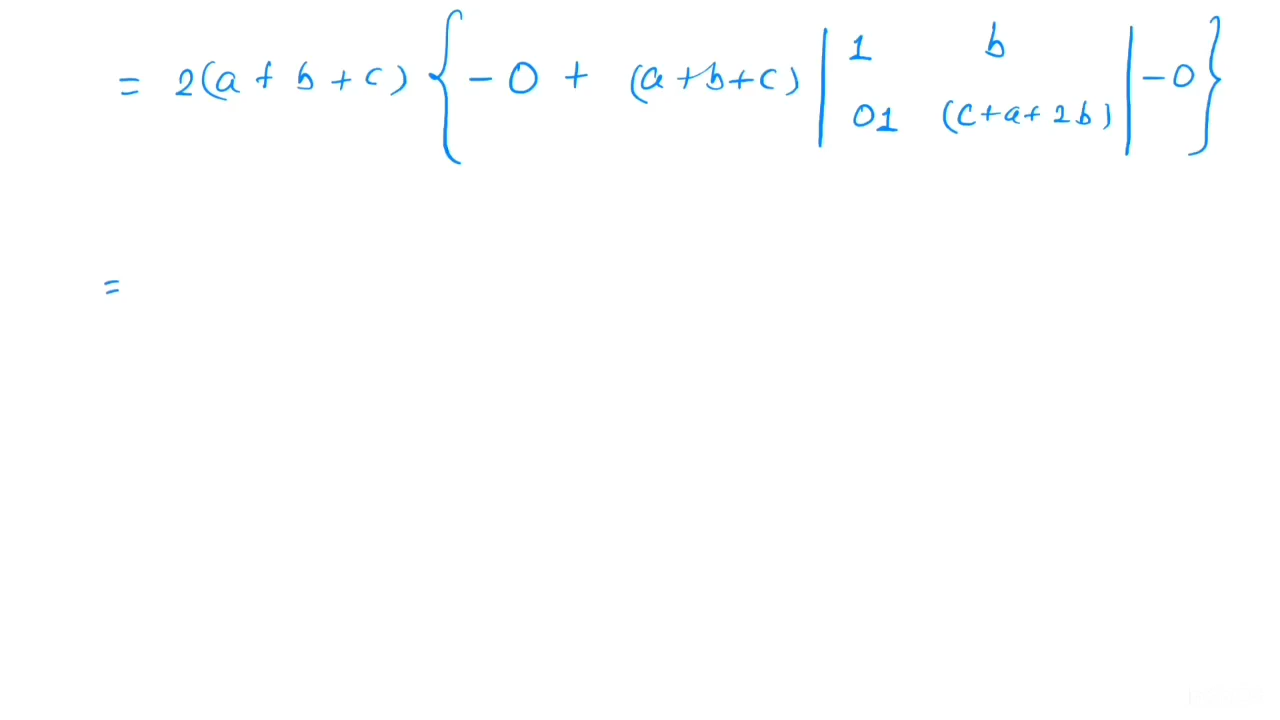 = 2(a + b + c) { - 0 + (a + b + c) | 1 b
01 (c + a + 2b) | - 0 }
=